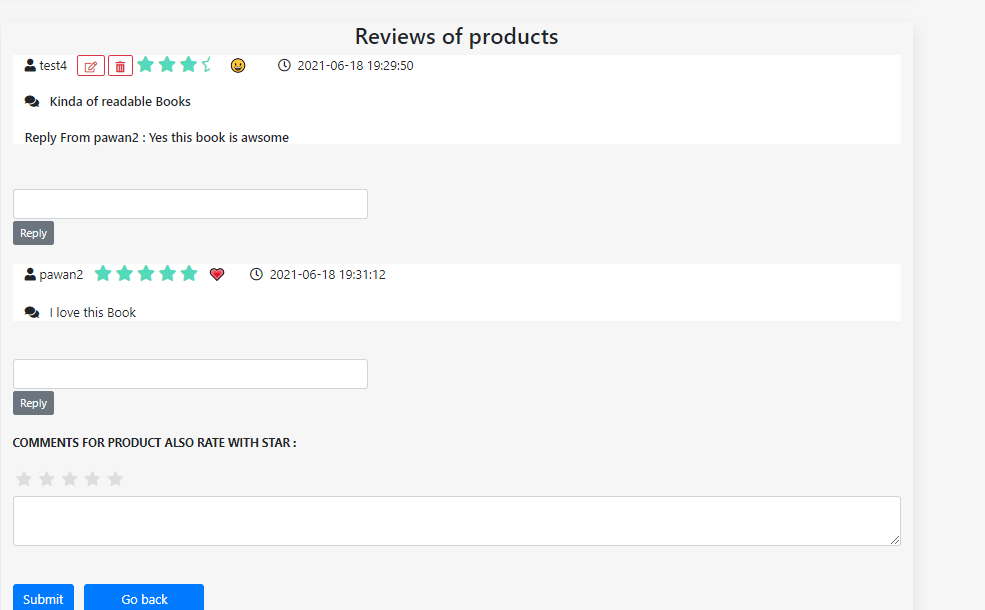 Reviews of products
test4 2021-06-18 19:29:50
Kinda of readable Books
Reply From pawan2 : Yes this book is awsome
Reply
pawan2 2021-06-18 19:31:12
I love this Book
Reply
COMMENTS FOR PRODUCT ALSO RATE WITH STAR :
Submit Go back